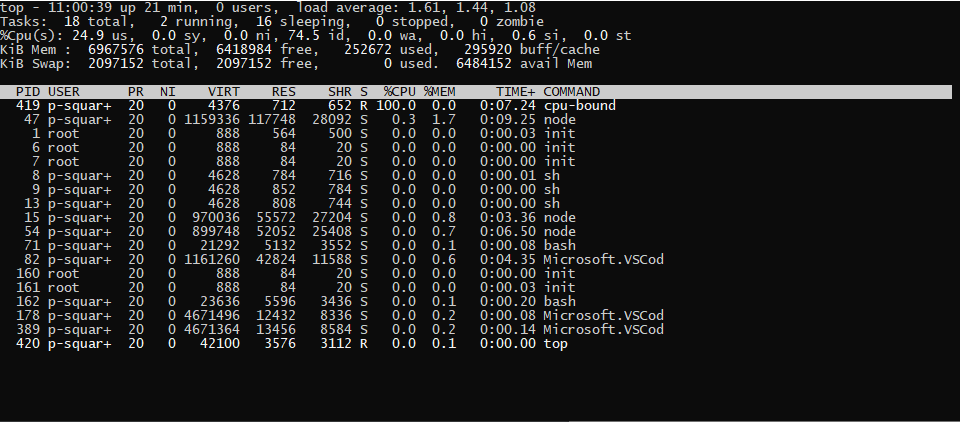 top - 11:00:39 up 21 min,  0 users,  load average: 1.61, 1.44, 1.08
Tasks:  18 total,   2 running,  16 sleeping,   0 stopped,   0 zombie
%Cpu(s): 24.9 us,  0.0 sy,  0.0 ni, 74.5 id,  0.0 wa,  0.0 hi,  0.6 si,  0.0 st
KiB Mem :  6967576 total,  6418984 free,   252672 used,   295920 buff/cache
KiB Swap:  2097152 total,  2097152 free,        0 used.  6484152 avail Mem
PID USER      PR  NI    VIRT    RES    SHR S  %CPU %MEM     TIME+ COMMAND
419 p-squar+  20   0    4376    712    652 R 100.0  0.0   0:07.24 cpu-bound
47 p-squar+  20   0 1159336 117748  28092 S   0.3  1.7   0:09.25 node
1 root      20   0     888    564    500 S   0.0  0.0   0:00.03 init
6 root      20   0     888     84     20 S   0.0  0.0   0:00.00 init
7 root      20   0     888     84     20 S   0.0  0.0   0:00.00 init
8 p-squar+  20   0    4628    784    716 S   0.0  0.0   0:00.01 sh
9 p-squar+  20   0    4628    852    784 S   0.0  0.0   0:00.00 sh
13 p-squar+  20   0    4628    808    744 S   0.0  0.0   0:00.00 sh
15 p-squar+  20   0  970036  55572  27204 S   0.0  0.8   0:03.36 node
54 p-squar+  20   0  899748  52052  25408 S   0.0  0.7   0:06.50 node
71 p-squar+  20   0   21292   5132   3552 S   0.0  0.1   0:00.08 bash
82 p-squar+  20   0 1161260  42824  11588 S   0.0  0.6   0:04.35 Microsoft.VSCod
160 root      20   0     888     84     20 S   0.0  0.0   0:00.00 init
161 root      20   0     888     84     20 S   0.0  0.0   0:00.03 init
162 p-squar+  20   0   23636   5596   3436 S   0.0  0.1   0:00.20 bash
178 p-squar+  20   0 4671496  12432   8336 S   0.0  0.2   0:00.08 Microsoft.VSCod
389 p-squar+  20   0 4671364  13456   8584 S   0.0  0.2   0:00.14 Microsoft.VSCod
420 p-squar+  20   0   42100   3576   3112 R   0.0  0.1   0:00.00 top